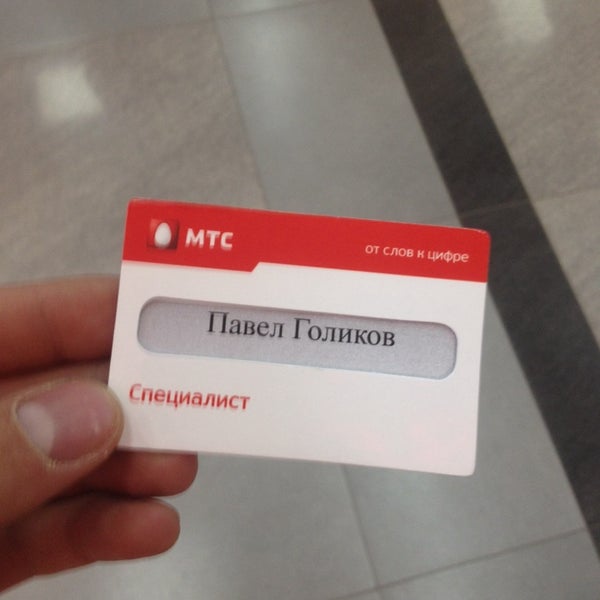 МТС
от слов к цифре
Павел Голиков
Специалист